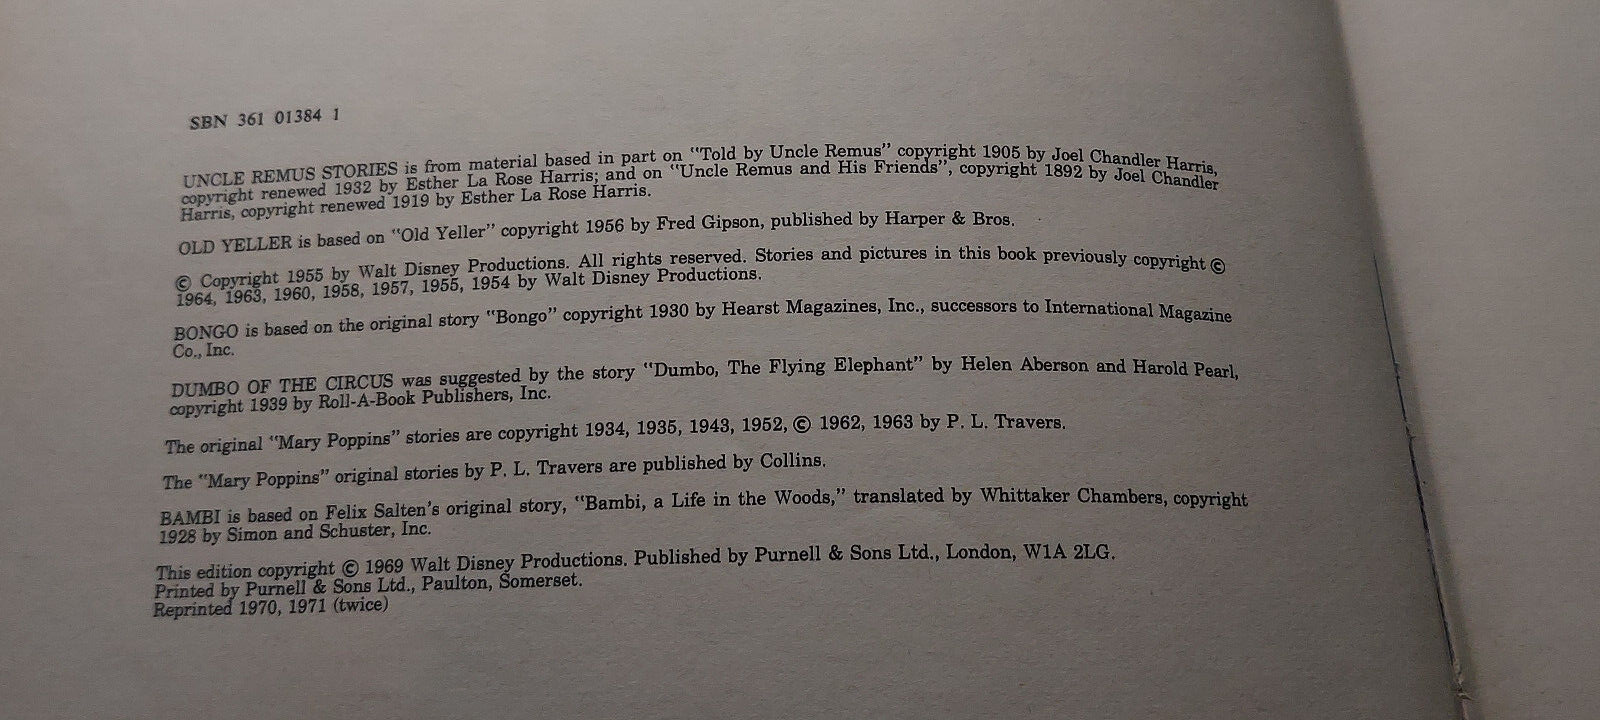 SBN 361 01384 1
UNCLE REMUS STORIES is from material based in part on "Told by Uncle Remus" copyright 1905 by Joel Chandler Harris,
copyright renewed 1932 by Esther La Rose Harris; and on "Uncle Remus and His Friends", copyright 1892 by Joel Chandler
Harris, copyright renewed 1919 by Esther La Rose Harris.
OLD YELLER is based on "Old Yeller" copyright 1956 by Fred Gipson, published by Harper & Bros.
© Copyright 1955 by Walt Disney Productions. All rights reserved. Stories and pictures in this book previously copyright ©
1964, 1963, 1960, 1958, 1957, 1955, 1954 by Walt Disney Productions.
BONGO is based on the original story "Bongo" copyright 1930 by Hearst Magazines, Inc., successors to International Magazine
Co., Inc.
DUMBO OF THE CIRCUS was suggested by the story "Dumbo, The Flying Elephant" by Helen Aberson and Harold Pearl,
copyright 1939 by Roll-A-Book Publishers, Inc.
The original "Mary Poppins" stories are copyright 1934, 1935, 1943, 1952, © 1962, 1963 by P. L. Travers.
The "Mary Poppins" original stories by P. L. Travers are published by Collins.
BAMBI is based on Felix Salten's original story, "Bambi, a Life in the Woods," translated by Whittaker Chambers, copyright
1928 by Simon and Schuster, Inc.
This edition copyright © 1969 Walt Disney Productions. Published by Purnell & Sons Ltd., London, W1A 2LG.
Printed by Purnell & Sons Ltd., Paulton, Somerset.
Reprinted 1970, 1971 (twice)